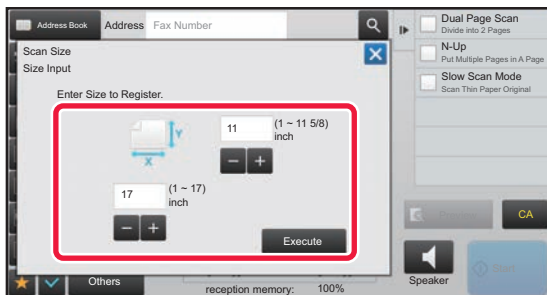 Address Book
Address
Fax Number
Dual Page Scan
Divide into 2 Pages
N-Up
Put Multiple Pages in A Page
Slow Scan Mode
Scan Thin Paper Original
Scan Size
Size Input
Enter Size to Register.
Y
X
11
(1 ~ 11 5/8)
inch
17
(1 ~ 17)
inch
Execute
CA
Others
reception memory: 100%
Speaker
Start